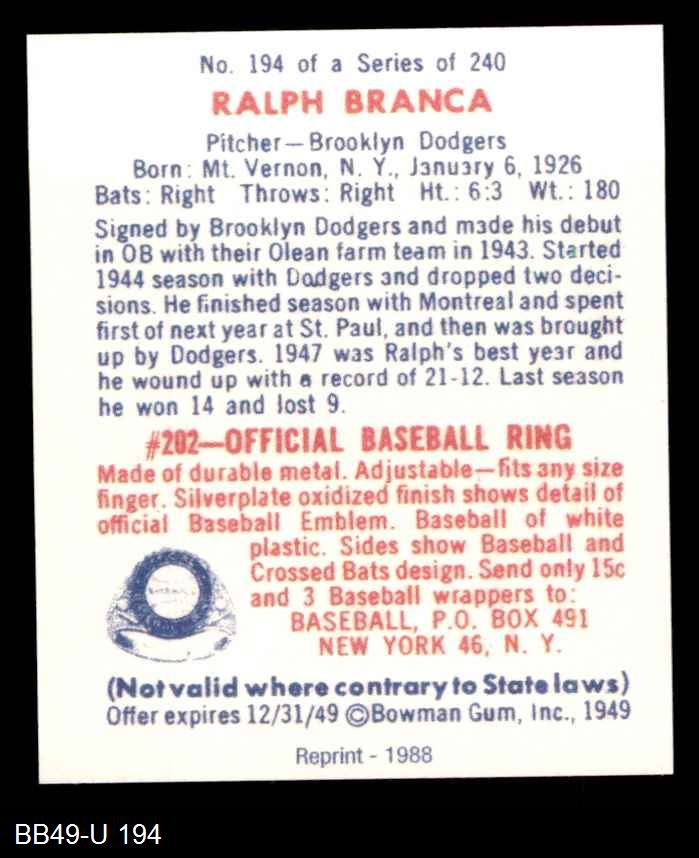 No. 194 of a Series of 240
RALPH BRANCA
Pitcher—Brooklyn Dodgers
Born: Mt. Vernon, N. Y., January 6, 1926
Bats: Right Throws: Right Ht.: 6:3 Wt.: 180
Signed by Brooklyn Dodgers and made his debut
in OB with their Olean farm team in 1943. Started
1944 season with Dodgers and dropped two deci-
sions. He finished season with Montreal and spent
first of next year at St. Paul, and then was brought
up by Dodgers. 1947 was Ralph's best year and
he wound up with a record of 21-12. Last season
he won 14 and lost 9.
#202—OFFICIAL BASEBALL RING
Made of durable metal. Adjustable—fits any size
finger. Silverplate oxidized finish shows detail of
official Baseball Emblem. Baseball of white
plastic. Sides show Baseball and
Crossed Bats design. Send only 15c
and 3 Baseball wrappers to:
BASEBALL, P.O. BOX 491
NEW YORK 46, N. Y.
(Not valid where contrary to State laws)
Offer expires 12/31/49 ©Bowman Gum, Inc., 1949
Reprint - 1988
BB49-U 194